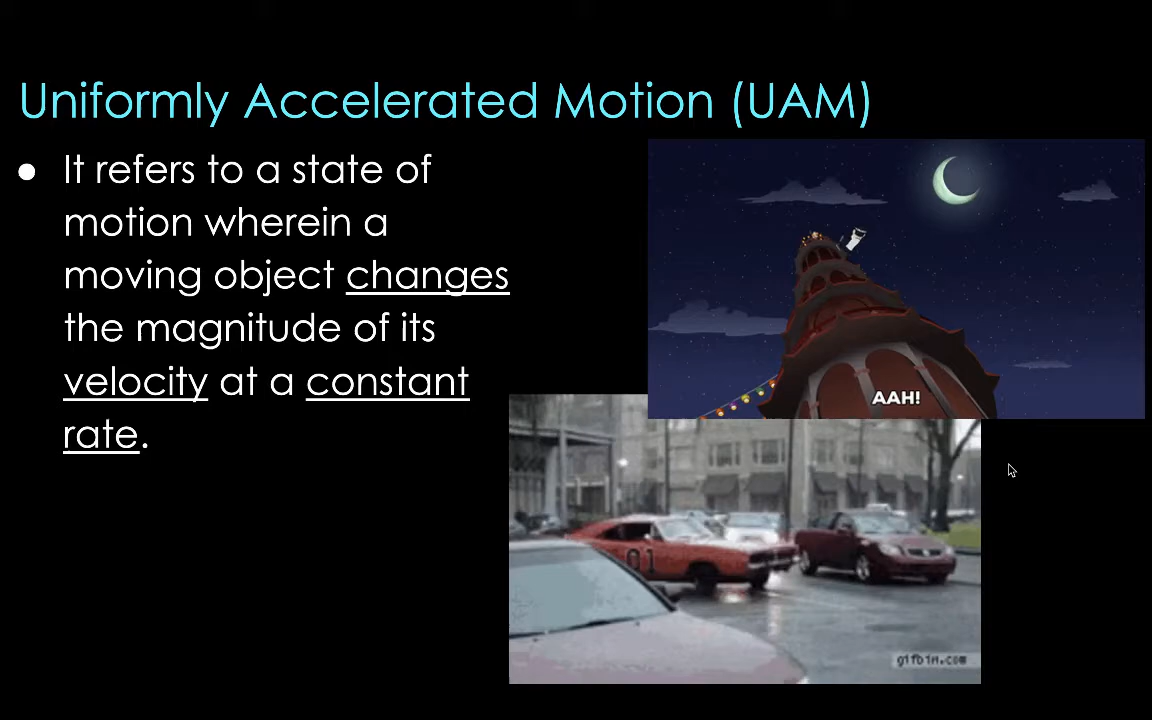 Uniformly Accelerated Motion (UAM)
● It refers to a state of
motion wherein a
moving object changes
the magnitude of its
velocity at a constant
rate.
AAH!
01
gifbin.com